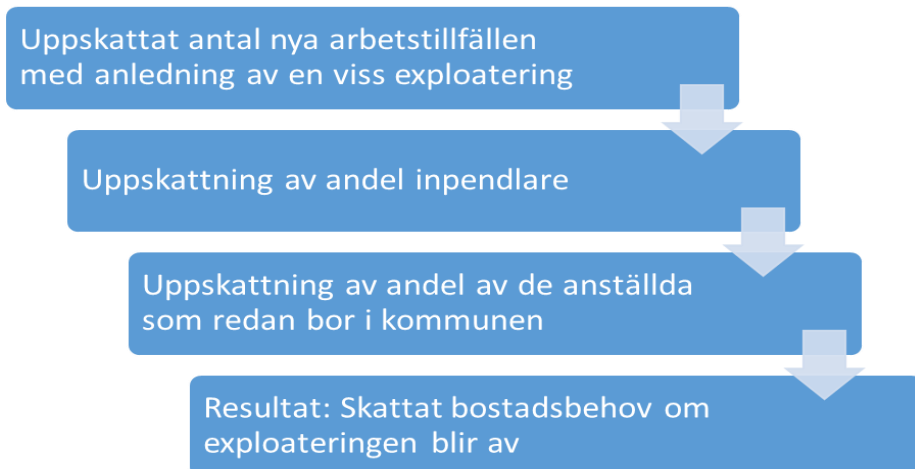 Uppskattat antal nya arbetstillfällen
med anledning av en viss exploatering
Uppskattning av andel inpendlare
Uppskattning av andel av de anställda
som redan bor i kommunen
Resultat: Skattat bostadsbehov om
exploateringen blir av